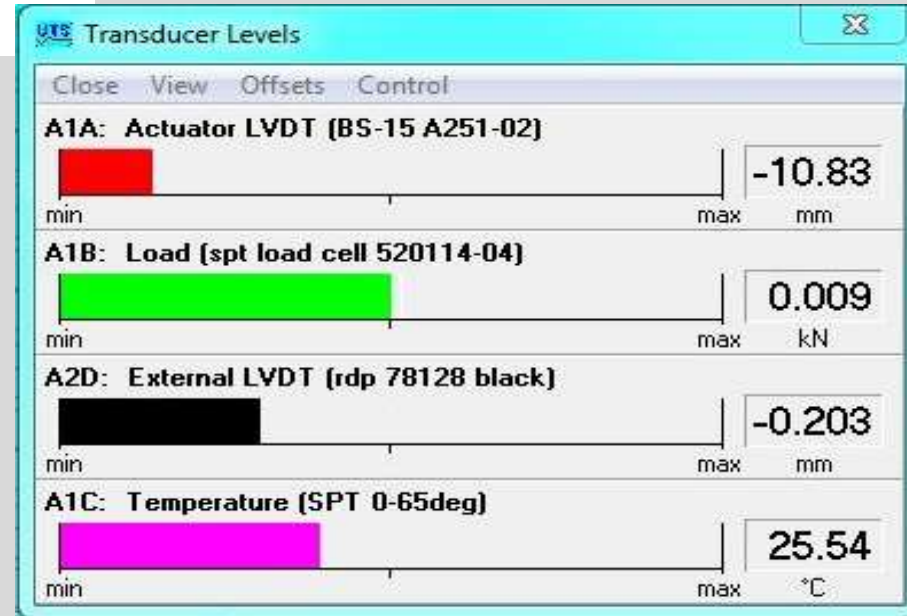 UTS Transducer Levels
Close View Offsets Control
A1A: Actuator LVDT (BS-15 A251-02)
-10.83
min max mm
A1B: Load (spt load cell 520114-04)
0.009
min max kN
A2D: External LVDT (rdp 78128 black)
-0.203
min max mm
A1C: Temperature (SPT 0-65deg)
25.54
min max °C